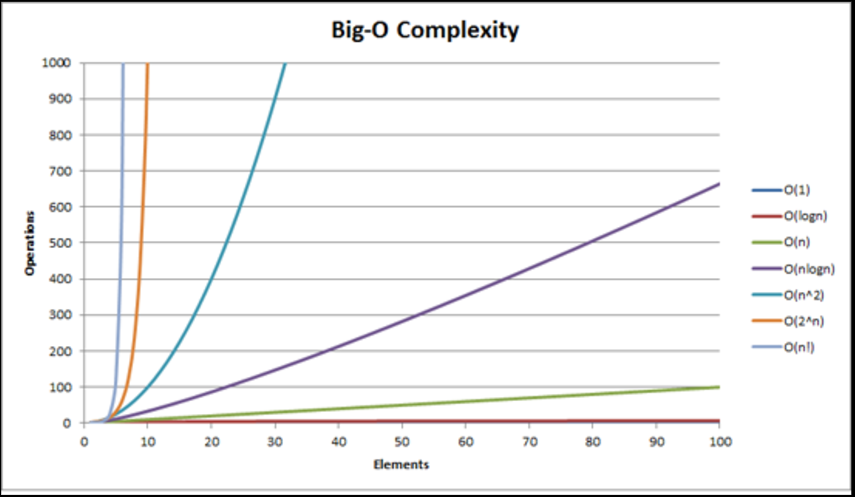 Big-O Complexity
1000
900
800
700
600
500
400
300
200
100
0
Operations
0 10 20 30 40 50 60 70 80 90 100
Elements
O(1)
O(logn)
O(n)
O(nlogn)
O(n^2)
O(2^n)
O(n!)